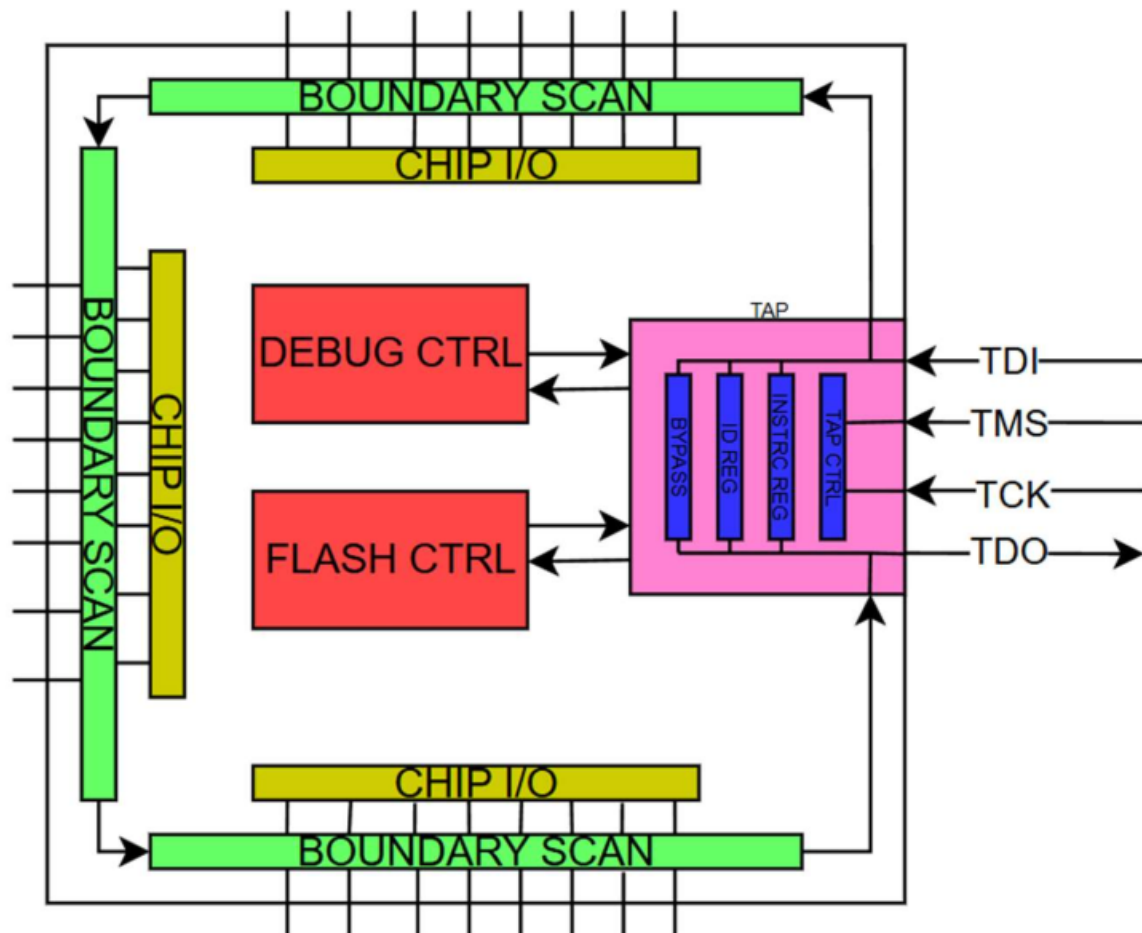 BOUNDARY SCAN
CHIP I/O
BOUNDARY SCAN
CHIP I/O
DEBUG CTRL
FLASH CTRL
TAP
BYPASS
ID REG
INSTRC REG
TAP CTRL
TDI
TMS
TCK
TDO
CHIP I/O
BOUNDARY SCAN